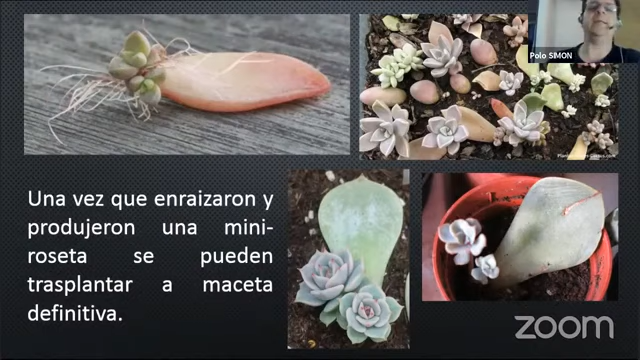 Polo SIMON
Una vez que enraizaron y
produjeron una mini-
roseta se pueden
trasplantar a maceta
definitiva.
zoom